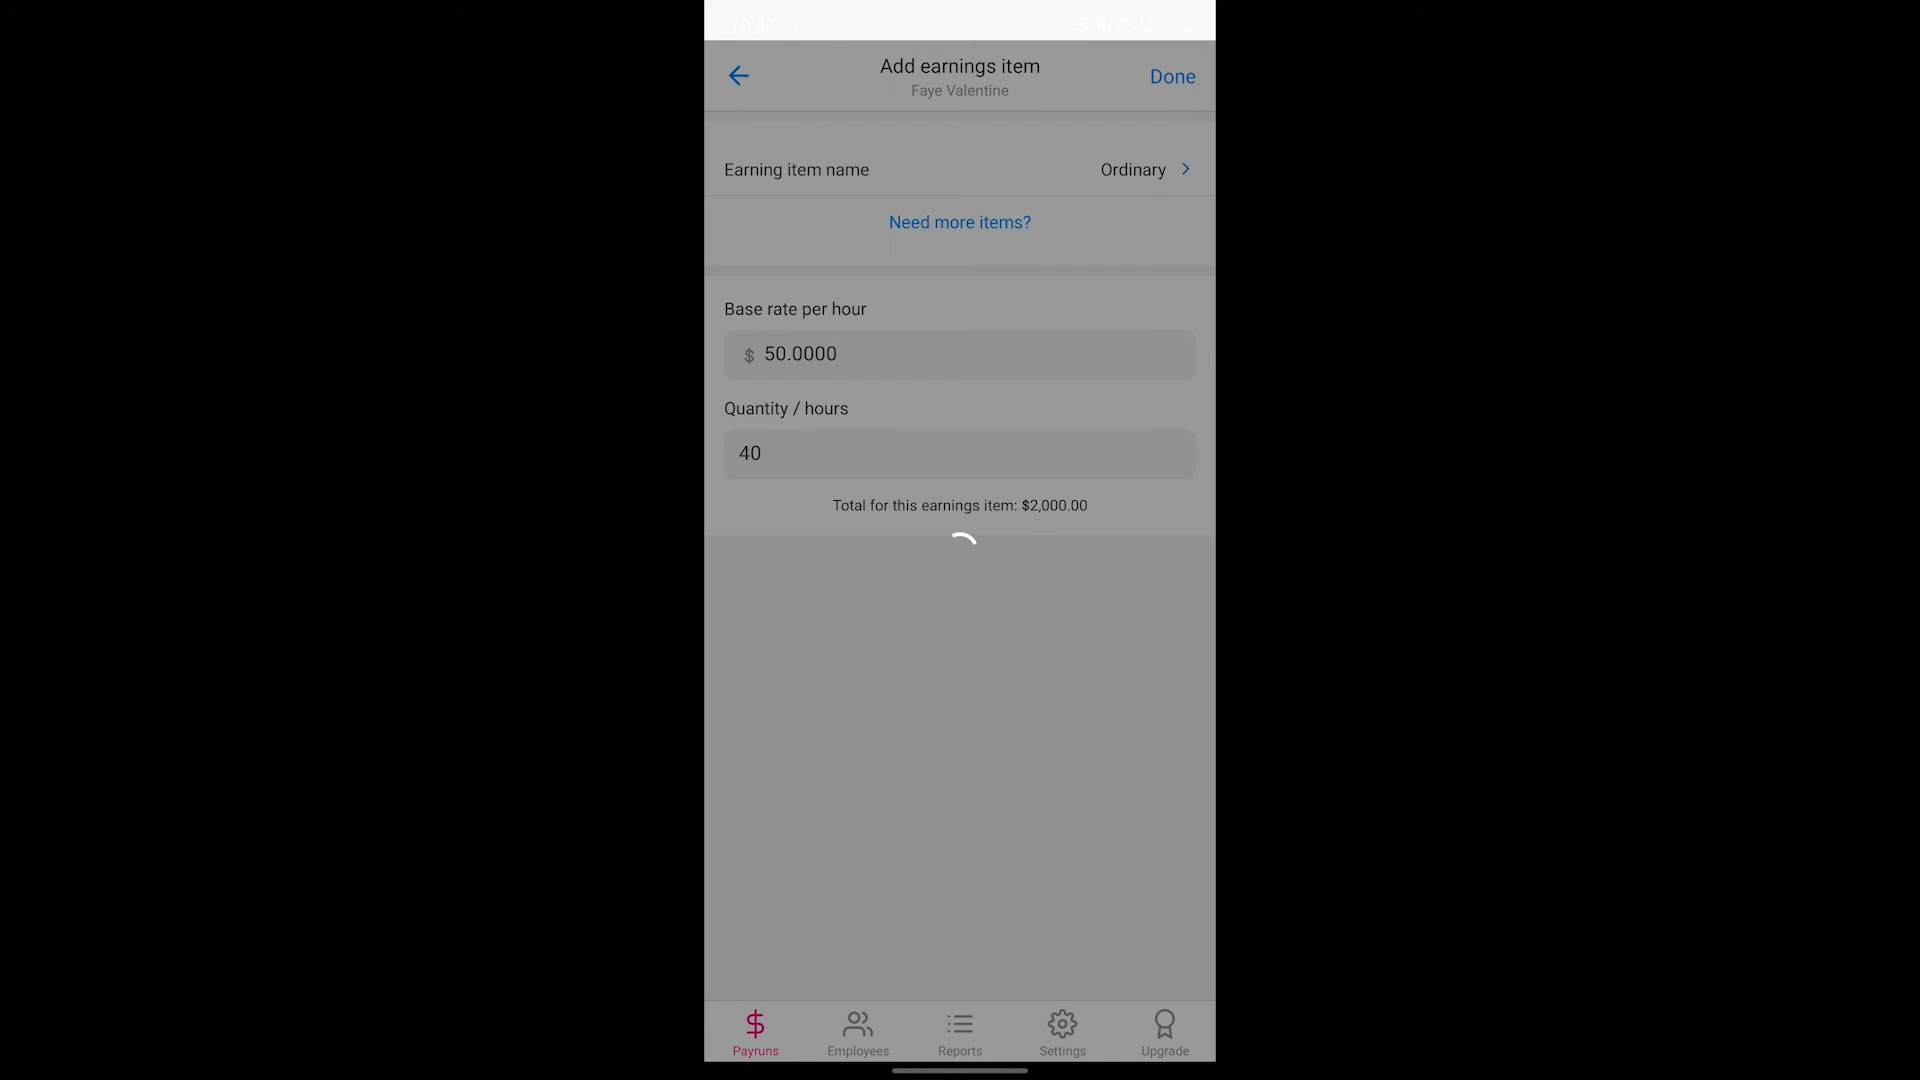 Add earnings item
Faye Valentine
Done
Earning item name
Ordinary
Need more items?
Base rate per hour
$ 50.0000
Quantity / hours
40
Total for this earnings item: $2,000.00
Payruns
Employees
Reports
Settings
Upgrade